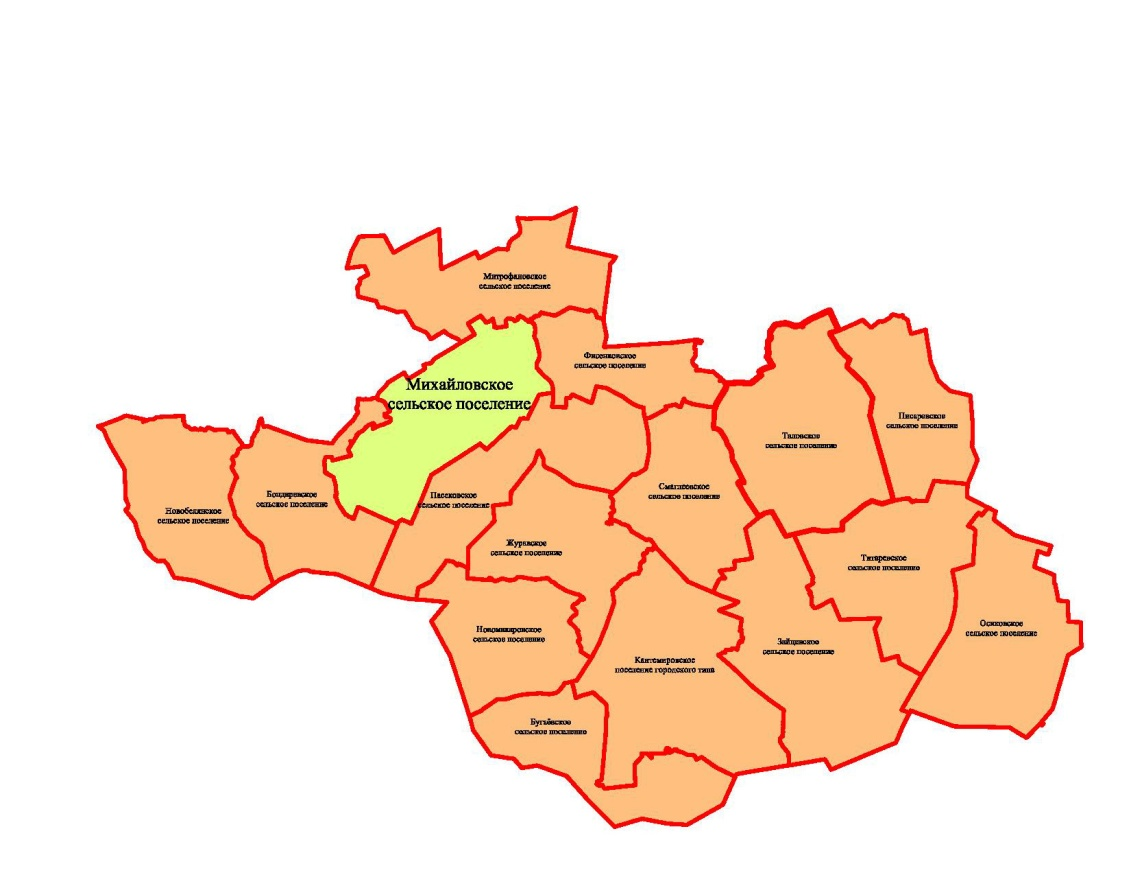 Митрофановское
сельское поселение
Фисенковское
сельское поселение
Михайловское
сельское поселение
Писаревское
сельское поселение
Таловское
сельское поселение
Смаглеевское
сельское поселение
Бондаревское
сельское поселение
Пасековское
сельское поселение
Новобелянское
сельское поселение
Журавское
сельское поселение
Титаревское
сельское поселение
Осиковское
сельское поселение
Новомарковское
сельское поселение
Зайцевское
сельское поселение
Кантемировское
поселение городского типа
Бугаёвское
сельское поселение